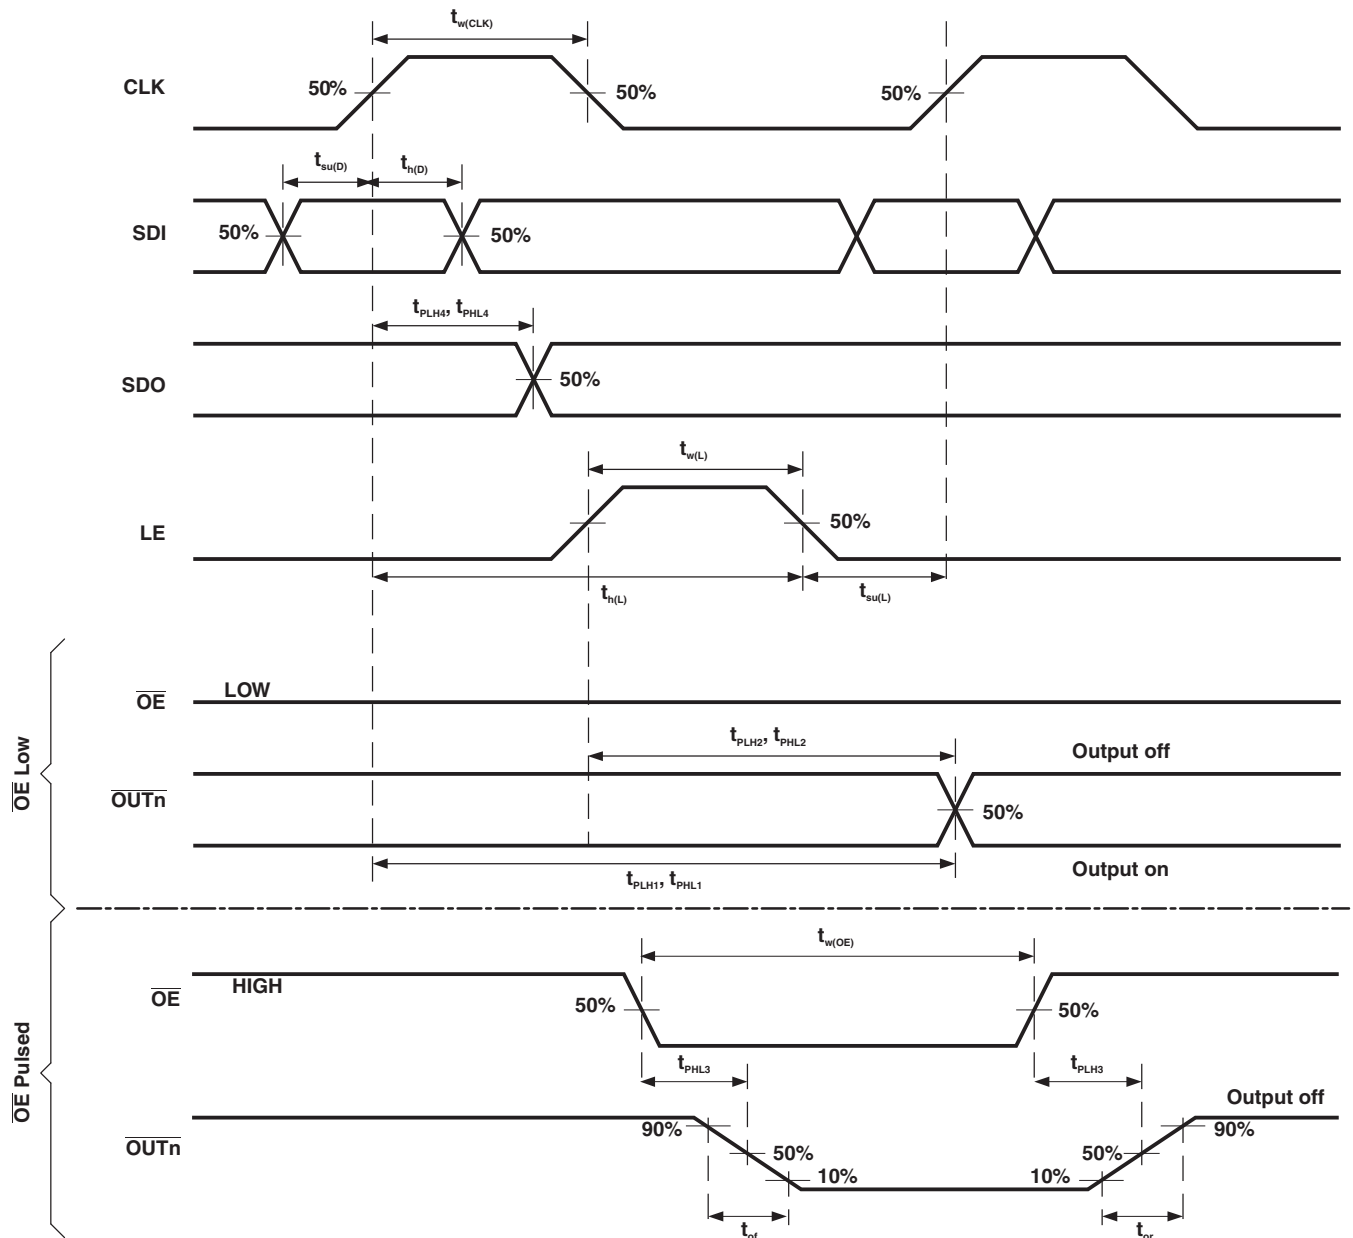 tw(CLK)
CLK
50%
50%
50%
tsu(D)
th(D)
SDI
50%
50%
tPLH4, tPHL4
SDO
50%
tw(L)
LE
50%
th(L)
tsu(L)
OE Low
OE
LOW
tPLH2, tPHL2
Output off
OUTn
50%
tPLH1, tPHL1
Output on
OE Pulsed
tw(OE)
OE
HIGH
50%
50%
tPHL3
tPLH3
Output off
OUTn
90%
50%
10%
10%
50%
90%
tof
tor